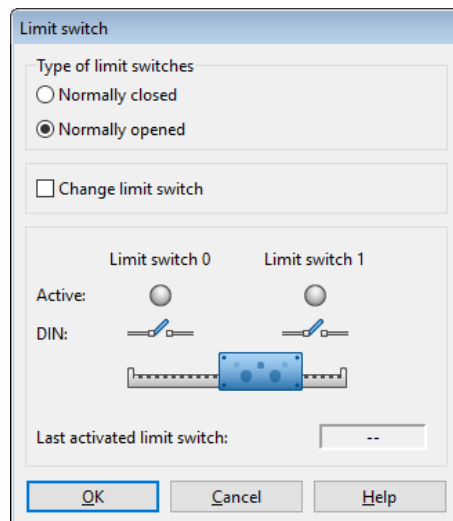 Limit switch
Type of limit switches
Normally closed
Normally opened
Change limit switch
Limit switch 0 Limit switch 1
Active:
DIN:
Last activated limit switch: --
OK Cancel Help